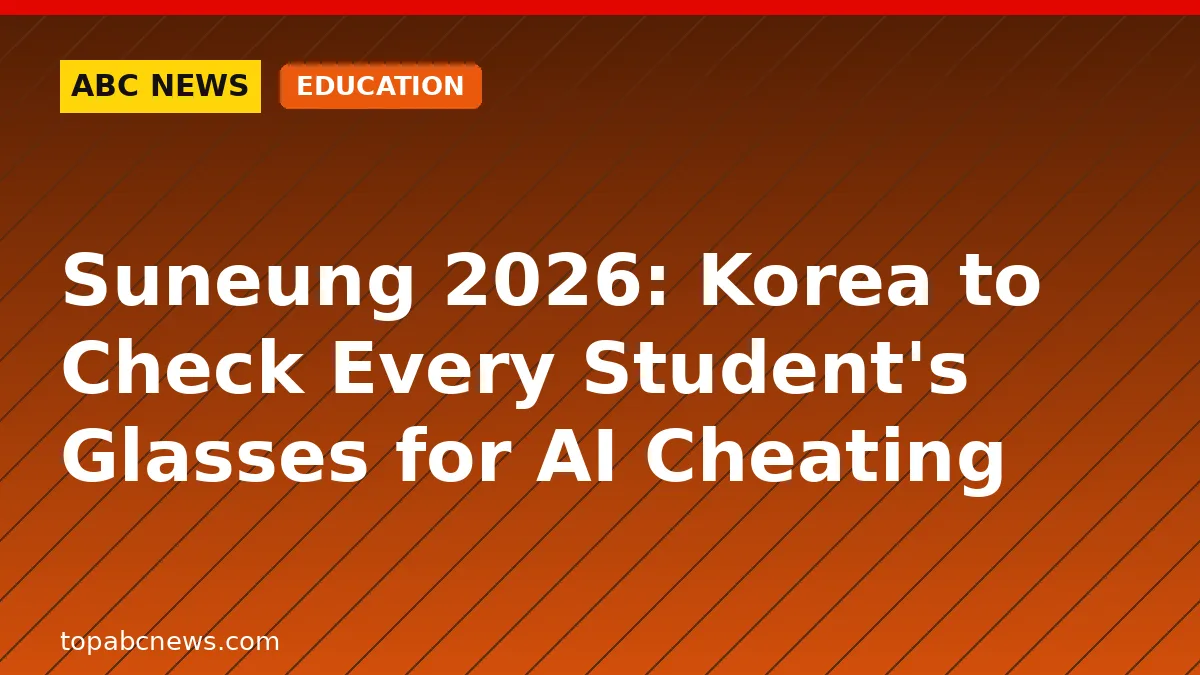 ABC NEWS
EDUCATION
Suneung 2026: Korea to
Check Every Student's
Glasses for AI Cheating
topabcnews.com